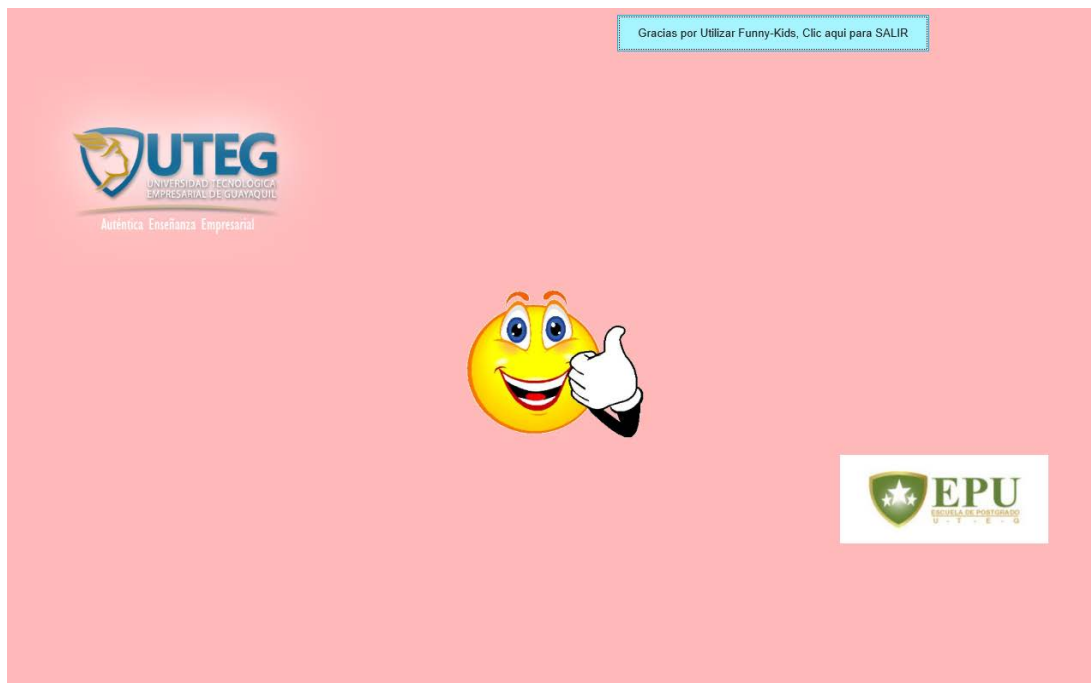 Gracias por Utilizar Funny-Kids, Clic aqui para SALIR
UTEG
UNIVERSIDAD TECNOLÓGICA
EMPRESARIAL DE GUAYAQUIL
Auténtica Enseñanza Empresarial
EPU
ESCUELA DE POSTGRADO
U - T - E - G